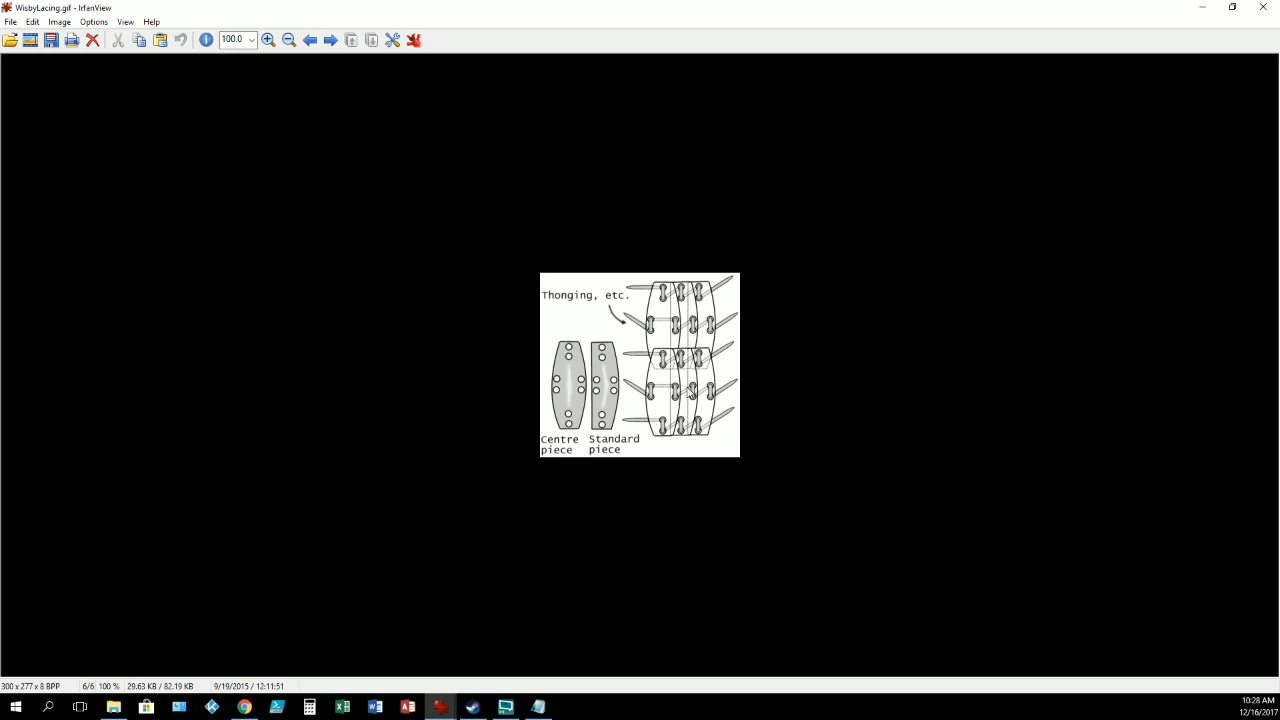 WisbyLacing.gif - IrfanView
File Edit Image Options View Help
100.0
Thonging, etc.
Centre piece
Standard piece
300 x 277 x 8 BPP 6/6 100 % 29.63 KB / 82.19 KB 9/19/2015 / 12:11:51
10:28 AM
12/16/2017